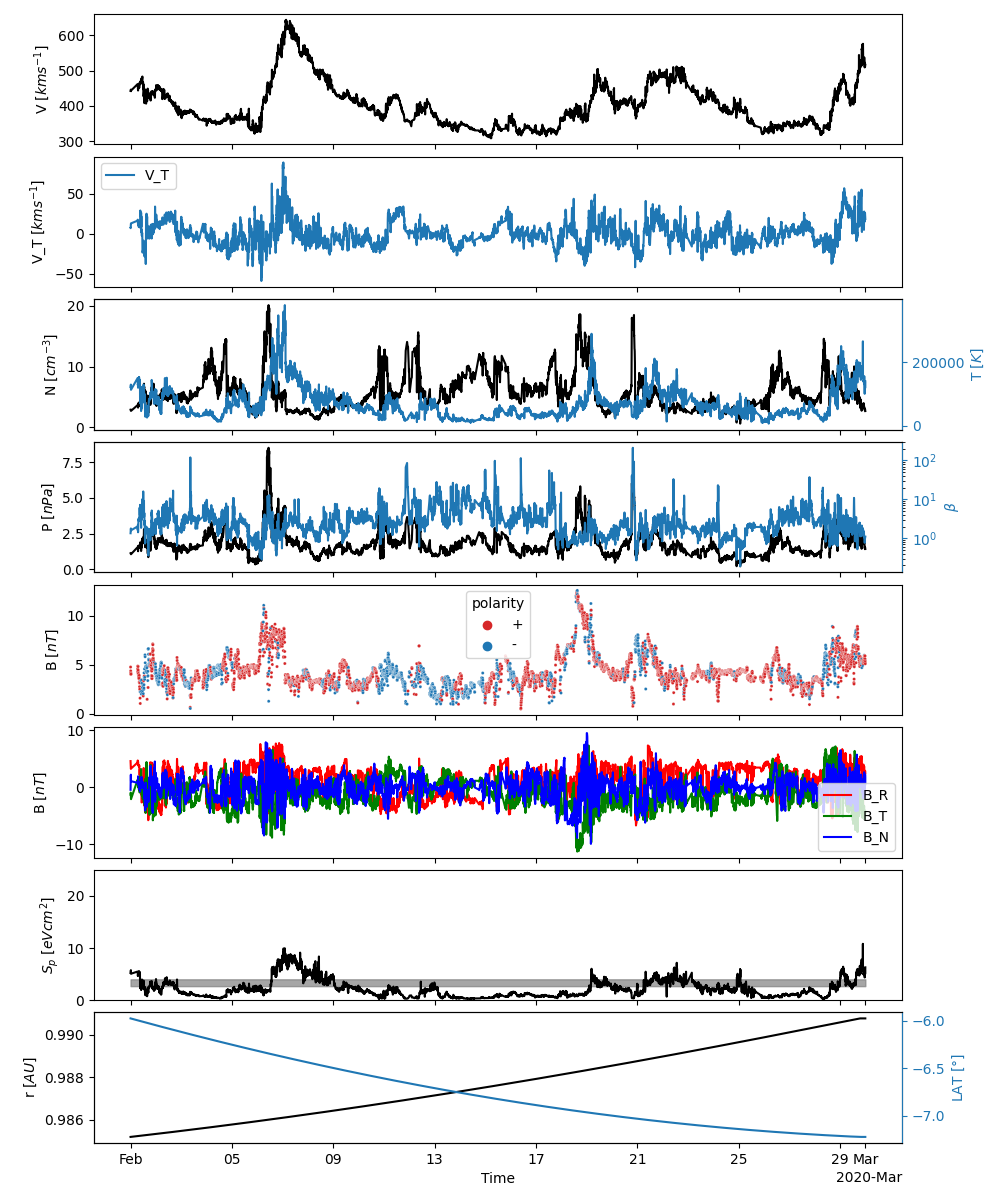 600
500
400
300
V [kms⁻¹]
V_T
50
0
−50
V_T [kms⁻¹]
20
10
0
N [cm⁻³]
200000
0
T [K]
7.5
5.0
2.5
0.0
P [nPa]
10²
10¹
10⁰
β
polarity
+
-
10
5
0
B [nT]
10
0
−10
B [nT]
B_R
B_T
B_N
20
10
0
Sₚ [eVcm²]
0.990
0.988
0.986
r [AU]
−6.0
−6.5
−7.0
LAT [°]
Feb 05 09 13 17 21 25 29 Mar
Time
2020-Mar